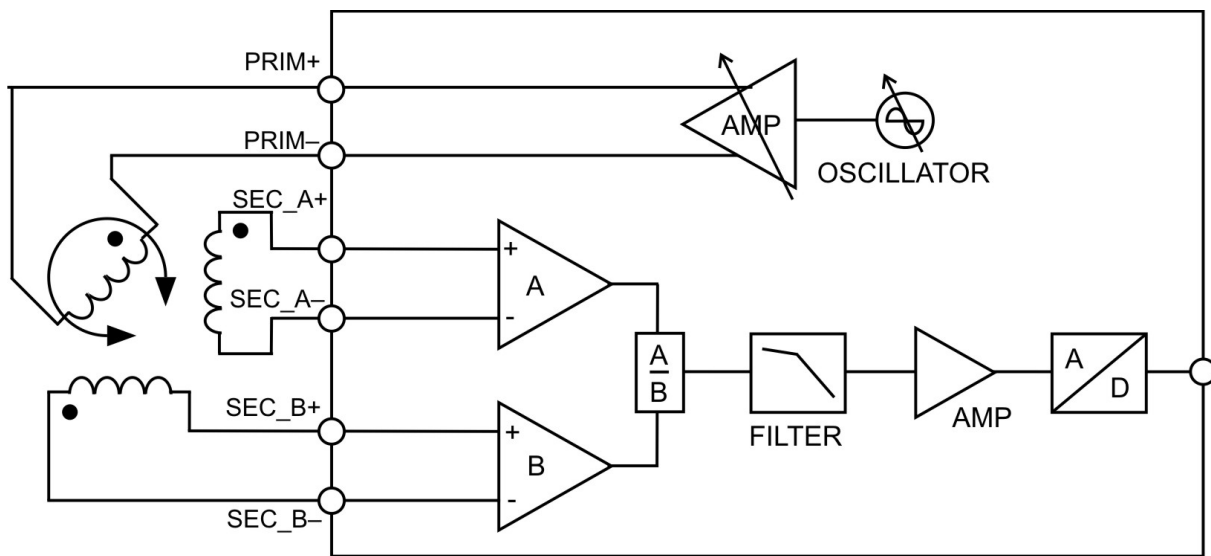 PRIM+
PRIM–
AMP
OSCILLATOR
SEC_A+
SEC_A–
+
-
A
A
B
FILTER
AMP
A
D
SEC_B+
SEC_B–
+
-
B